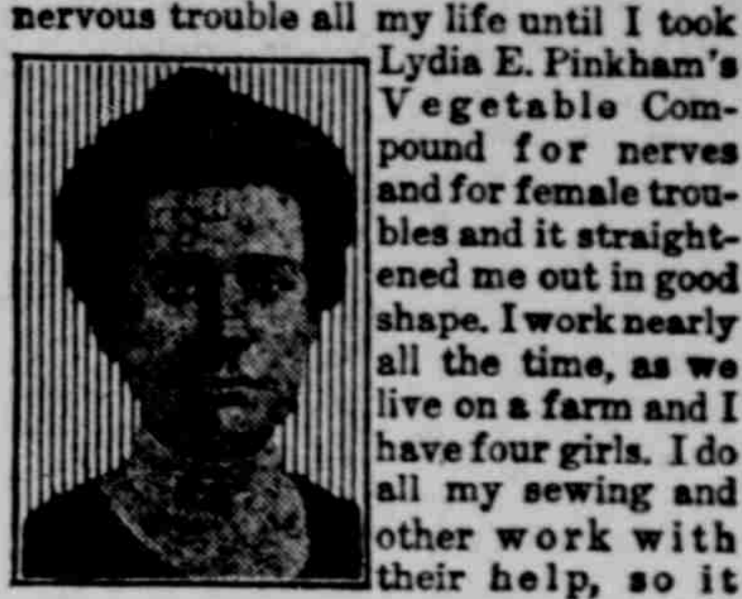 nervous trouble all my life until I took
Lydia E. Pinkham's
Vegetable Com-
pound for nerves
and for female trou-
bles and it straight-
ened me out in good
shape. I work nearly
all the time, as we
live on a farm and I
have four girls. I do
all my sewing and
other work with
their help, so it